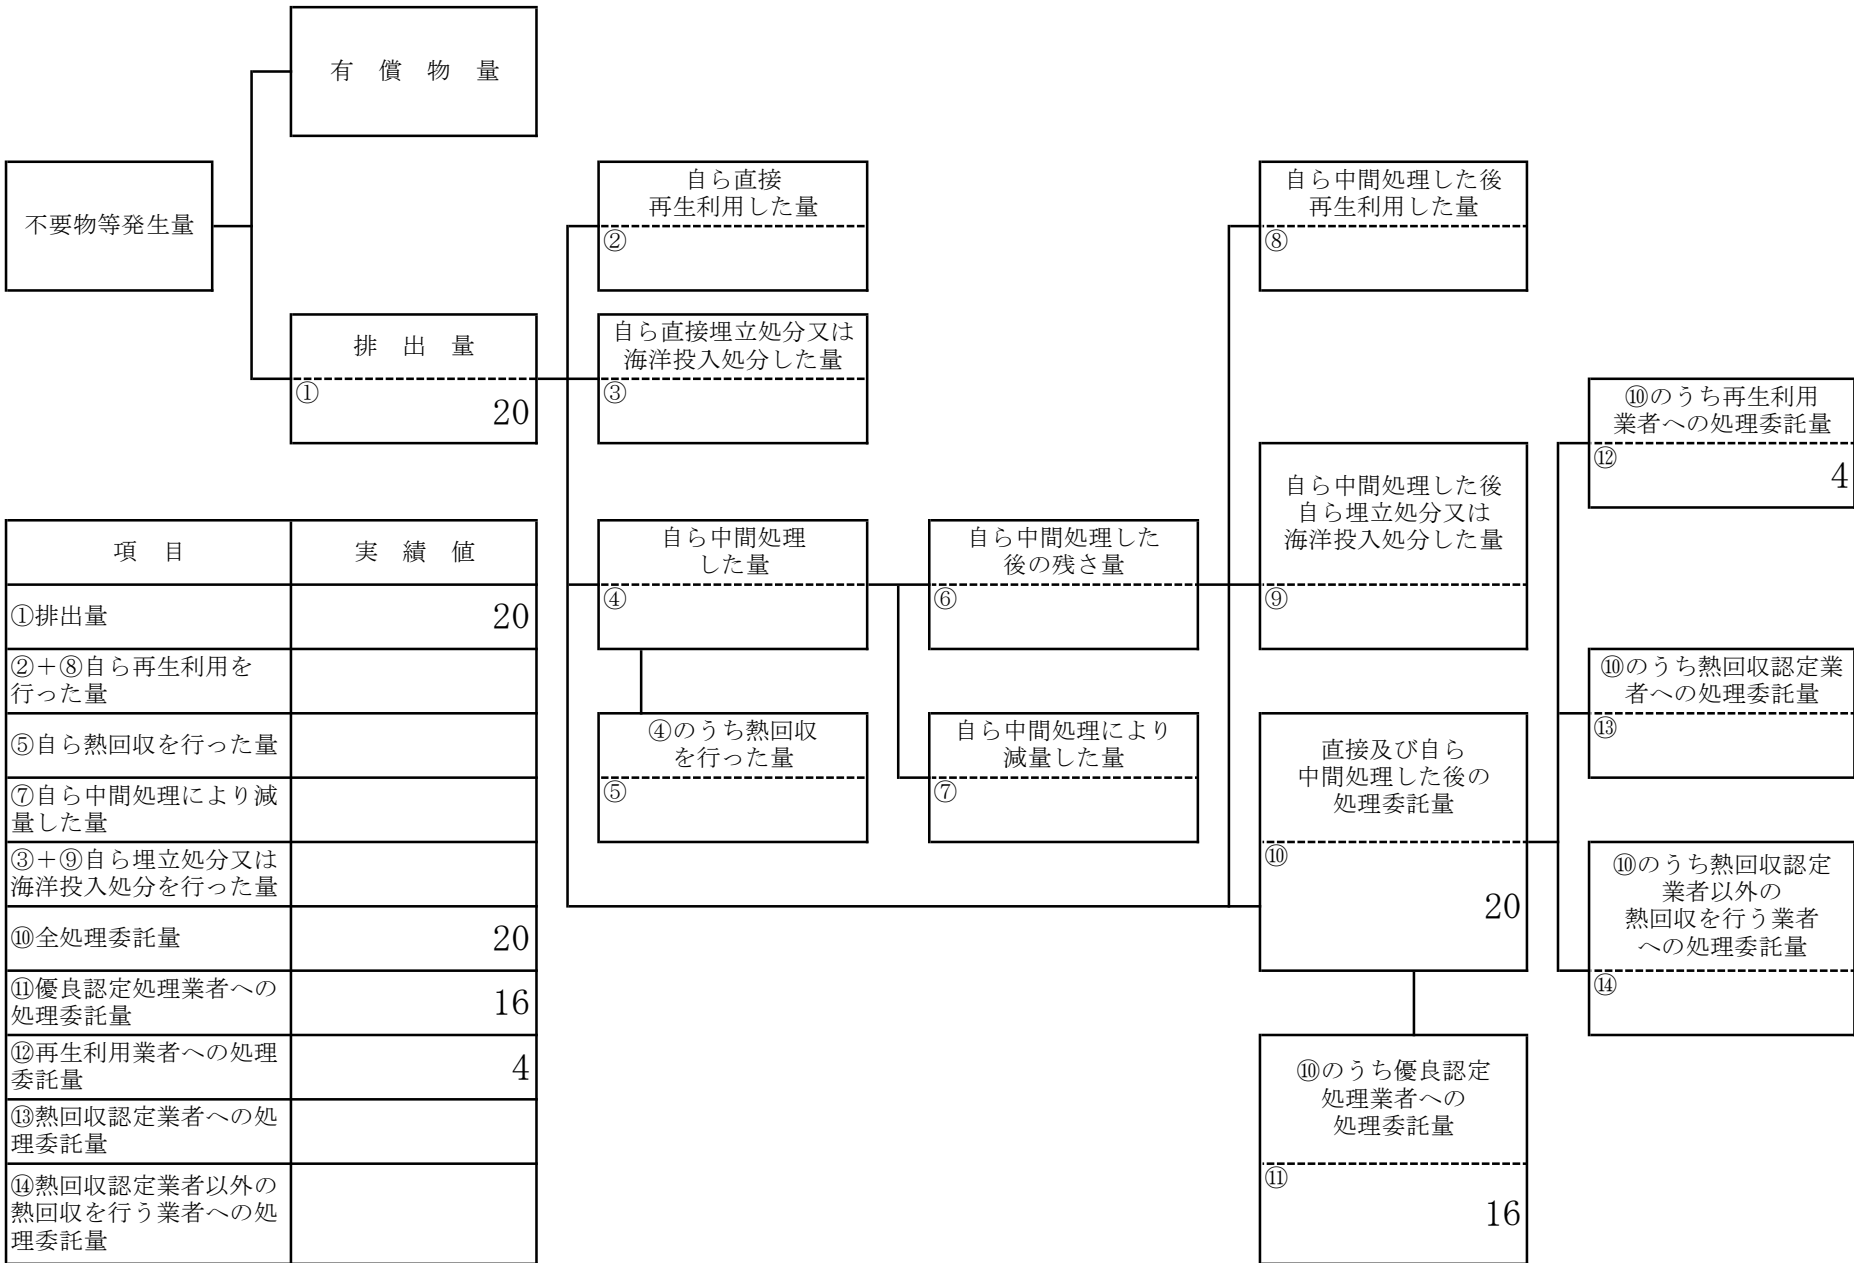 有 償 物 量
不要物等発生量
排 出 量
①
20
自ら直接
再生利用した量
②
自ら直接埋立処分又は
海洋投入処分した量
③
自ら中間処理
した量
④
④のうち熱回収
を行った量
⑤
自ら中間処理した
後の残さ量
⑥
自ら中間処理により
減量した量
⑦
自ら中間処理した後
再生利用した量
⑧
自ら中間処理した後
自ら埋立処分又は
海洋投入処分した量
⑨
直接及び自ら
中間処理した後の
処理委託量
⑩
20
⑩のうち優良認定
処理業者への
処理委託量
⑪
16
⑩のうち再生利用
業者への処理委託量
⑫
4
⑩のうち熱回収認定業
者への処理委託量
⑬
⑩のうち熱回収認定
業者以外の
熱回収を行う業者
への処理委託量
⑭
項 目 実 績 値
①排出量 20
②＋⑧自ら再生利用を
行った量
⑤自ら熱回収を行った量
⑦自ら中間処理により減
量した量
③＋⑨自ら埋立処分又は
海洋投入処分を行った量
⑩全処理委託量 20
⑪優良認定処理業者への
処理委託量 16
⑫再生利用業者への処理
委託量 4
⑬熱回収認定業者への処
理委託量
⑭熱回収認定業者以外の
熱回収を行う業者への処
理委託量